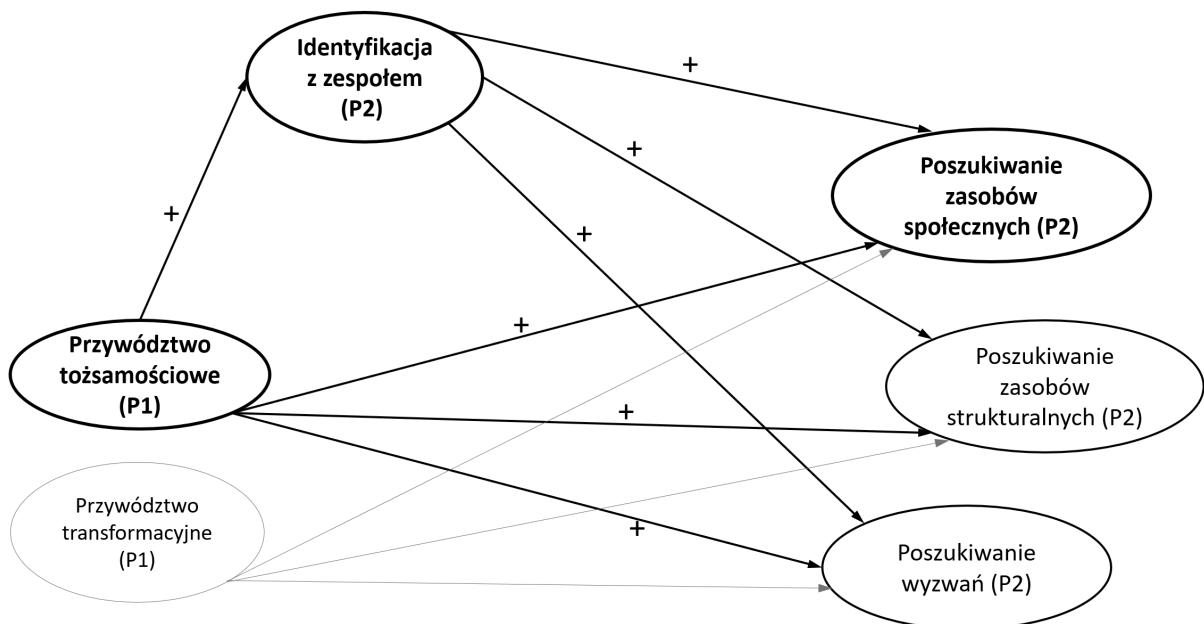 Identyfikacja
z zespołem
(P2)
+
+
+
+
Poszukiwanie
zasobów
społecznych (P2)
Przywództwo
tożsamościowe
(P1)
+
+
+
Poszukiwanie
zasobów
strukturalnych (P2)
Przywództwo
transformacyjne
(P1)
Poszukiwanie
wyzwań (P2)